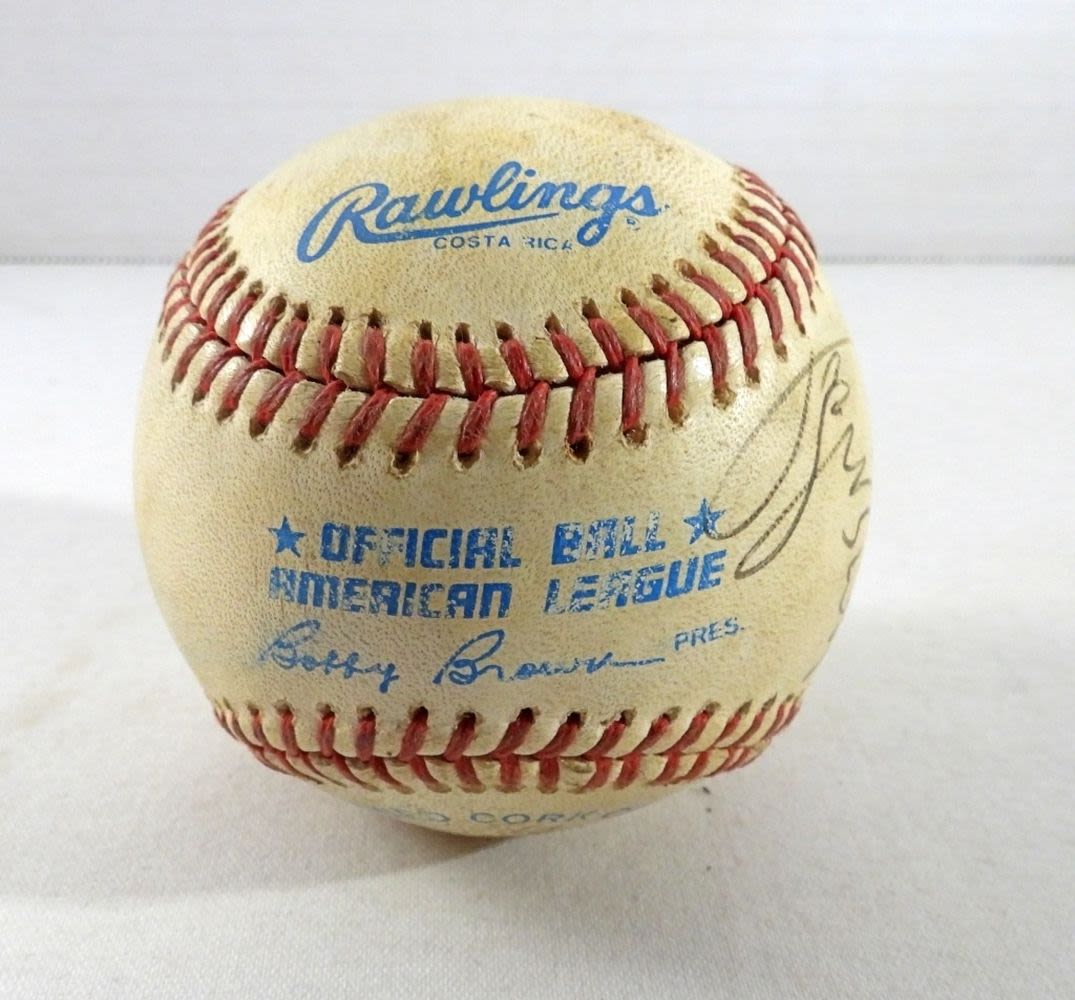 Rawlings ®
COSTA RICA
★ OFFICIAL BALL ★
AMERICAN LEAGUE
Bobby Brown PRES.